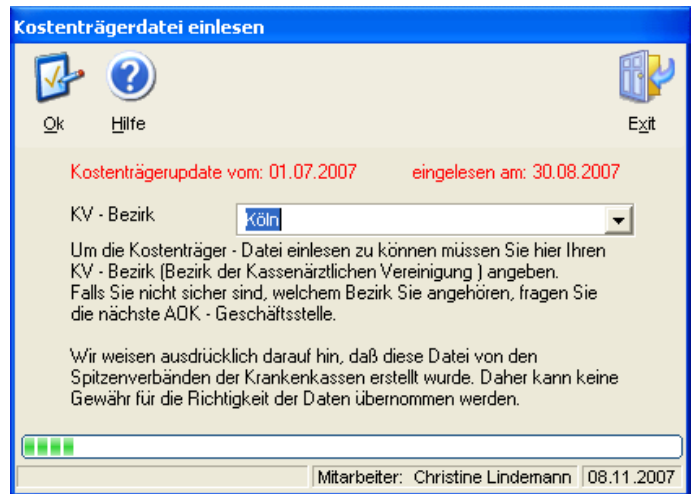 Kostenträgerdatei einlesen
Ok Hilfe Exit
Kostenträgerupdate vom: 01.07.2007 eingelesen am: 30.08.2007
KV - Bezirk Köln
Um die Kostenträger - Datei einlesen zu können müssen Sie hier Ihren
KV - Bezirk (Bezirk der Kassenärztlichen Vereinigung ) angeben.
Falls Sie nicht sicher sind, welchem Bezirk Sie angehören, fragen Sie
die nächste AOK - Geschäftsstelle.
Wir weisen ausdrücklich darauf hin, daß diese Datei von den
Spitzenverbänden der Krankenkassen erstellt wurde. Daher kann keine
Gewähr für die Richtigkeit der Daten übernommen werden.
Mitarbeiter: Christine Lindemann 08.11.2007